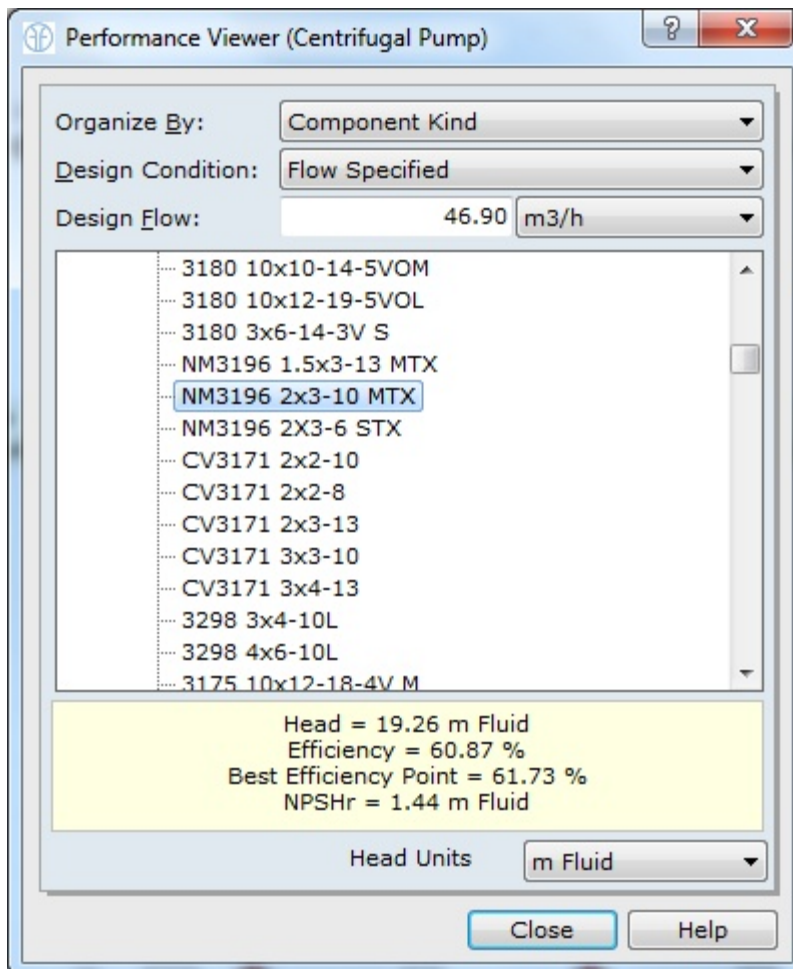 Performance Viewer (Centrifugal Pump)
Organize By: Component Kind
Design Condition: Flow Specified
Design Flow: 46.90 m3/h
3180 10x10-14-5VOM
3180 10x12-19-5VOL
3180 3x6-14-3V S
NM3196 1.5x3-13 MTX
NM3196 2x3-10 MTX
NM3196 2X3-6 STX
CV3171 2x2-10
CV3171 2x2-8
CV3171 2x3-13
CV3171 3x3-10
CV3171 3x4-13
3298 3x4-10L
3298 4x6-10L
3175 10x12-18-4V M
Head = 19.26 m Fluid
Efficiency = 60.87 %
Best Efficiency Point = 61.73 %
NPSHr = 1.44 m Fluid
Head Units m Fluid
Close Help